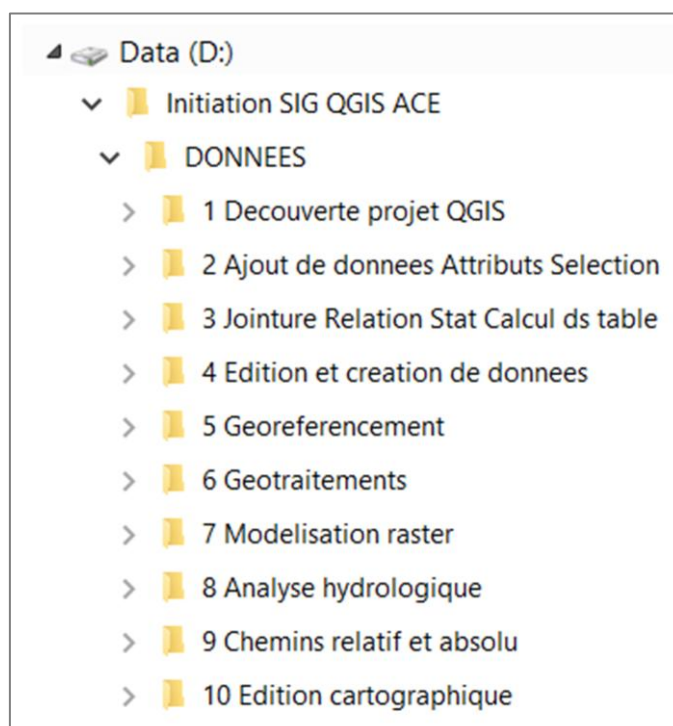 Data (D:)
Initiation SIG QGIS ACE
DONNEES
1 Decouverte projet QGIS
2 Ajout de donnees Attributs Selection
3 Jointure Relation Stat Calcul ds table
4 Edition et creation de donnees
5 Georeferencement
6 Geotraitements
7 Modelisation raster
8 Analyse hydrologique
9 Chemins relatif et absolu
10 Edition cartographique